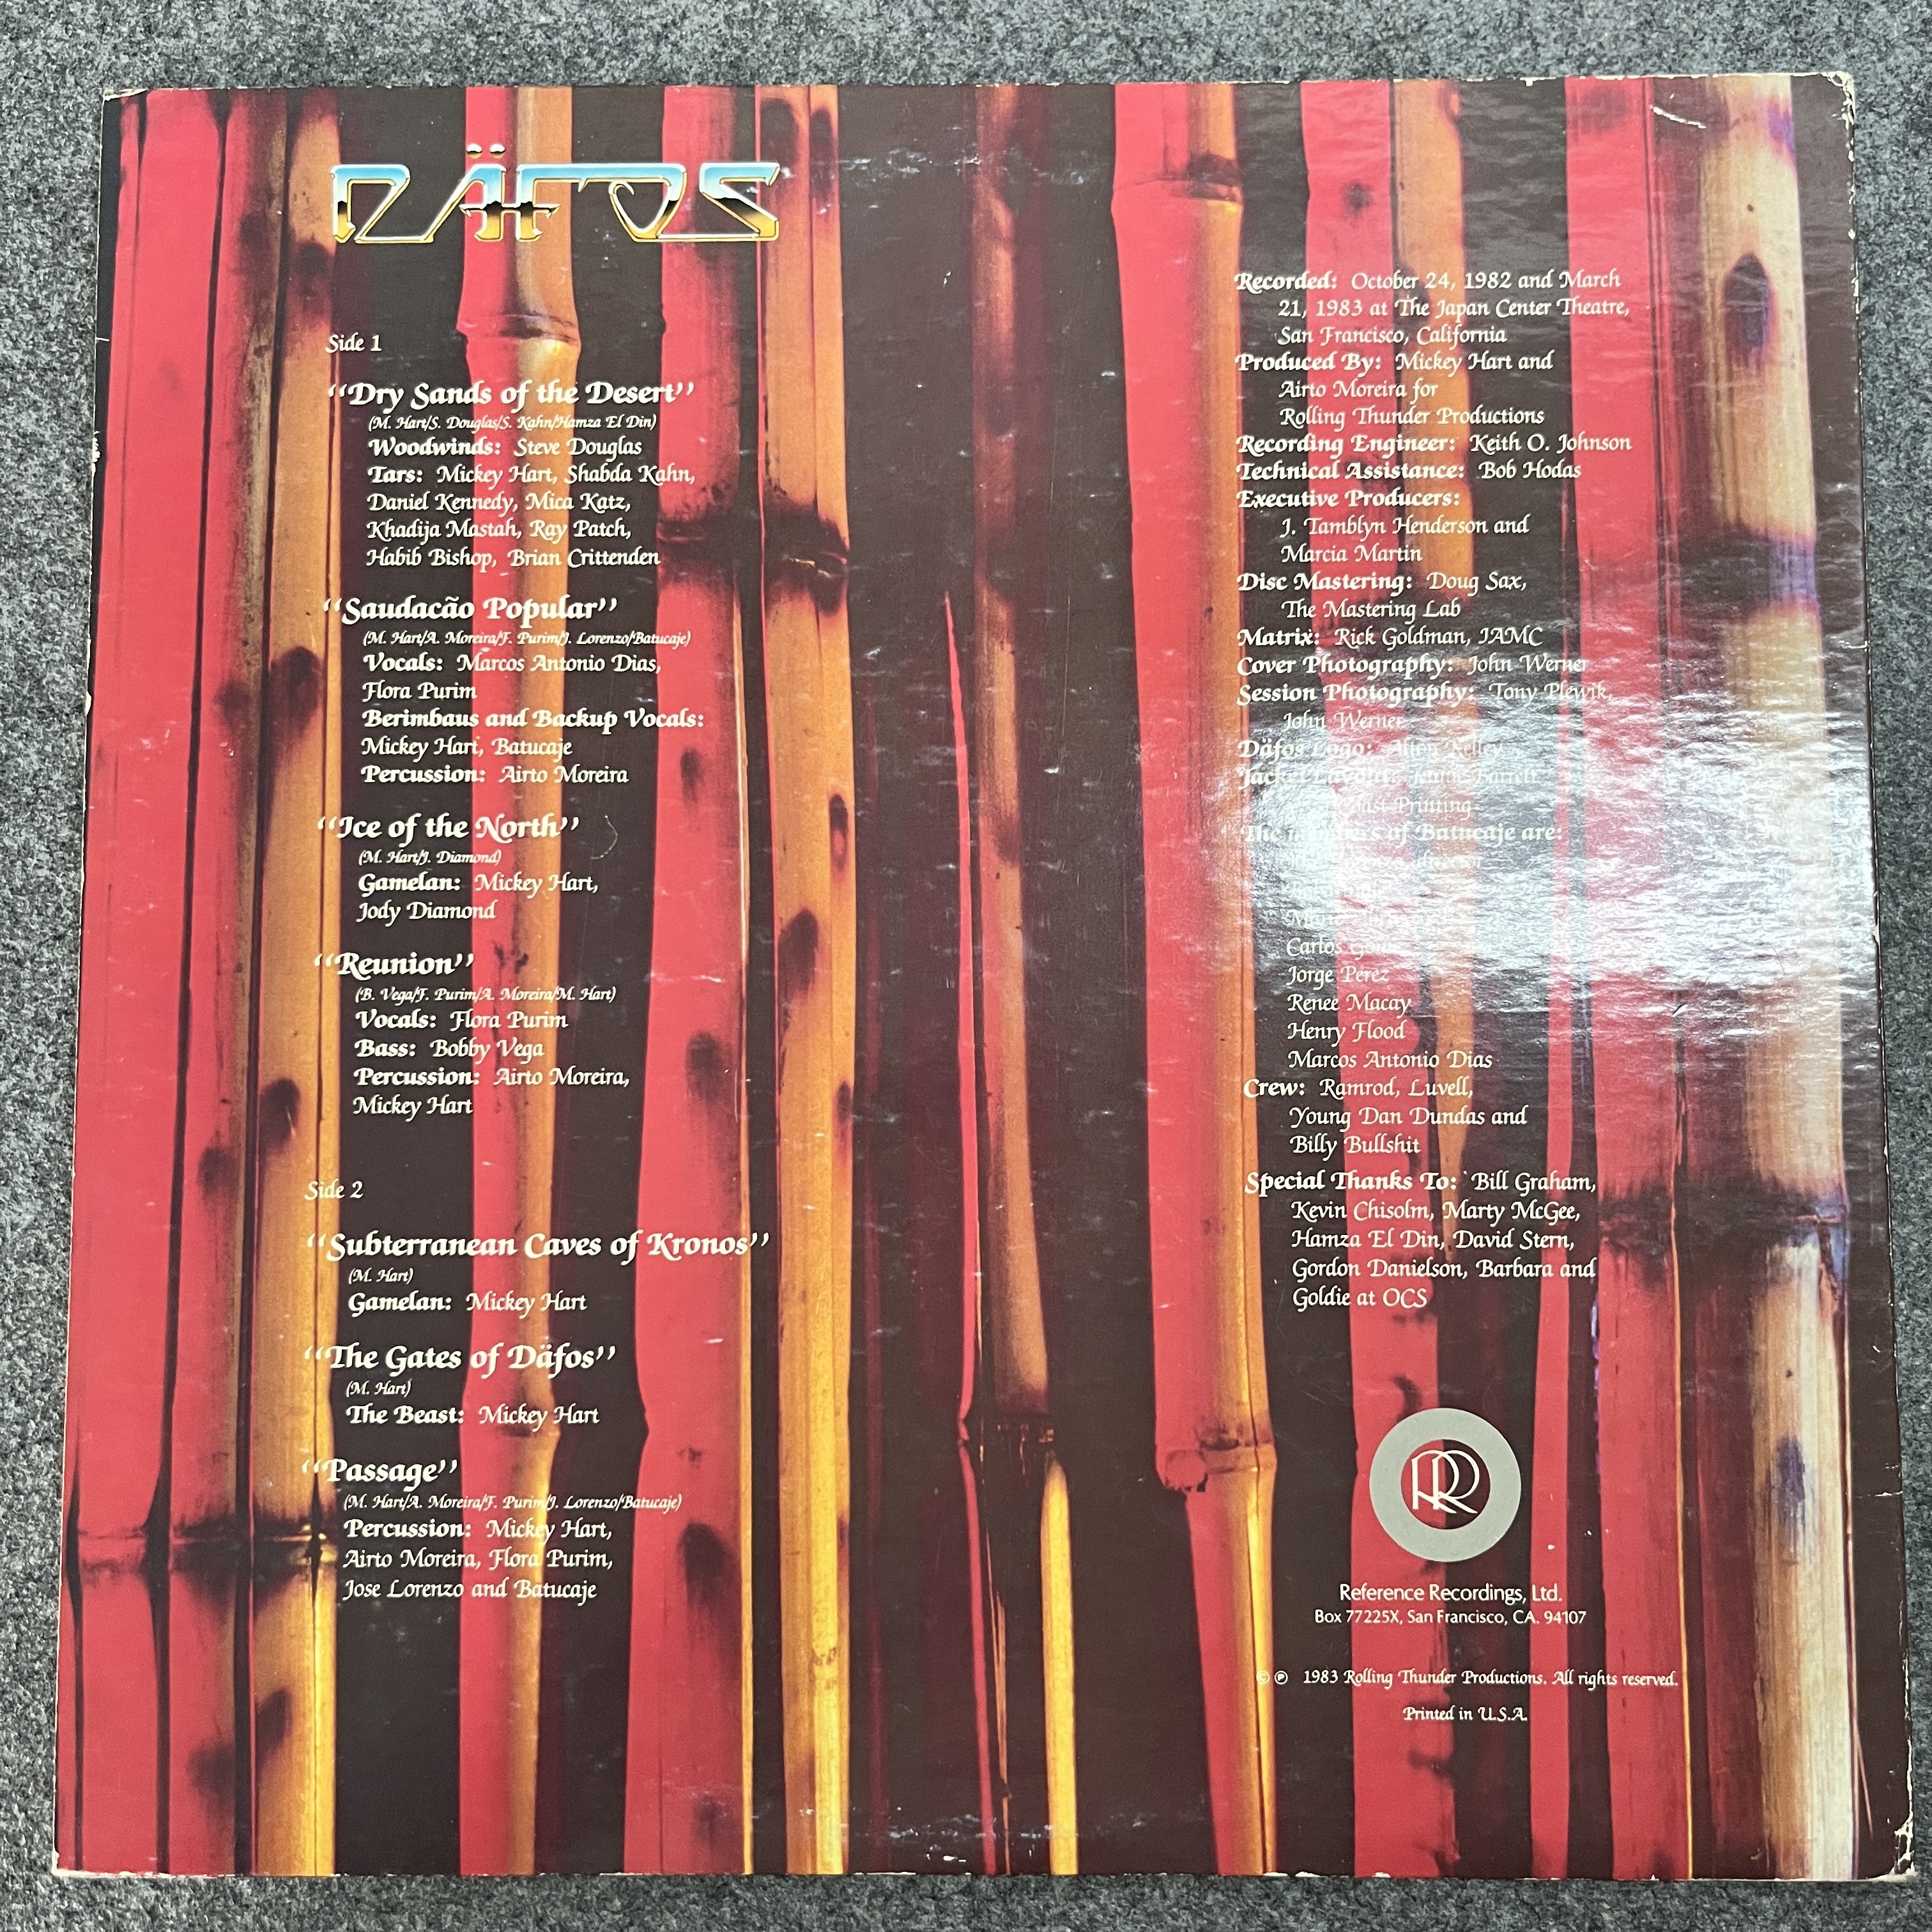 DÄFOS
Side 1
“Dry Sands of the Desert”
(M. Hart/S. Douglas/S. Kahn/Hamza El Din)
Woodwinds: Steve Douglas
Tars: Mickey Hart, Shabda Kahn,
Daniel Kennedy, Mica Katz,
Khadija Mastah, Ray Patch,
Habib Bishop, Brian Crittenden
“Saudacão Popular”
(M. Hart/A. Moreira/F. Purim/J. Lorenzo/Batucaje)
Vocals: Marcos Antonio Dias,
Flora Purim
Berimbaus and Backup Vocals:
Mickey Hart, Batucaje
Percussion: Airto Moreira
“Ice of the North”
(M. Hart/J. Diamond)
Gamelan: Mickey Hart,
Jody Diamond
“Reunion”
(B. Vega/F. Purim/A. Moreira/M. Hart)
Vocals: Flora Purim
Bass: Bobby Vega
Percussion: Airto Moreira,
Mickey Hart
Side 2
“Subterranean Caves of Kronos”
(M. Hart)
Gamelan: Mickey Hart
“The Gates of Däfos”
(M. Hart)
The Beast: Mickey Hart
“Passage”
(M. Hart/A. Moreira/F. Purim/J. Lorenzo/Batucaje)
Percussion: Mickey Hart,
Airto Moreira, Flora Purim,
Jose Lorenzo and Batucaje
Recorded: October 24, 1982 and March
21, 1983 at The Japan Center Theatre,
San Francisco, California
Produced By: Mickey Hart and
Airto Moreira for
Rolling Thunder Productions
Recording Engineer: Keith O. Johnson
Technical Assistance: Bob Hodas
Executive Producers:
J. Tamblyn Henderson and
Marcia Martin
Disc Mastering: Doug Sax,
The Mastering Lab
Matrix: Rick Goldman, JAMC
Cover Photography: John Werner
Session Photography: Tony Plewik,
John Werner
Däfos Logo: Kelley
Jacket Layout: Barrett
Coast Printing
The members of Batucaje are:
Carlos
Jorge Perez
Renee Macay
Henry Flood
Marcos Antonio Dias
Crew: Ramrod, Luvell,
Young Dan Dundas and
Billy Bullshit
Special Thanks To: Bill Graham,
Kevin Chisolm, Marty McGee,
Hamza El Din, David Stern,
Gordon Danielson, Barbara and
Goldie at OCS
RR
Reference Recordings, Ltd.
Box 77225X, San Francisco, CA. 94107
© ℗ 1983 Rolling Thunder Productions. All rights reserved.
Printed in U.S.A.